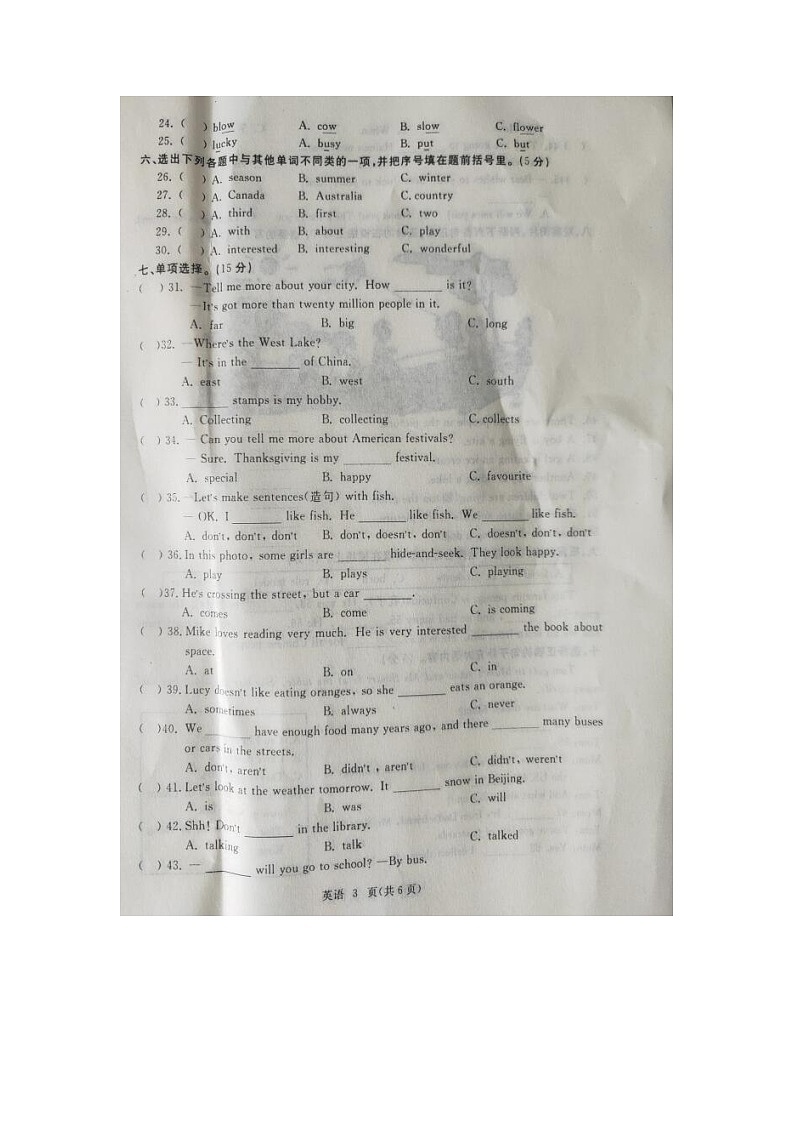 24. ( ) blow A. cow B. slow C. flower
25. ( ) lucky A. busy B. put C. but
六、选出下列各题中与其他单词不同类的一项,并把序号填在题前括号里。(5分)
26. ( ) A. season B. summer C. winter
27. ( ) A. Canada B. Australia C. country
28. ( ) A. third B. first C. two
29. ( ) A. with B. about C. play
30. ( ) A. interested B. interesting C. wonderful
七、单项选择。(15分)
( ) 31. —Tell me more about your city. How ________ is it?
—It's got more than twenty million people in it.
A. far B. big C. long
( )32. —Where's the West Lake?
— It's in the ________ of China.
A. east B. west C. south
( ) 33. ________ stamps is my hobby.
A. Collecting B. collecting C. collects
( ) 34. — Can you tell me more about American festivals?
— Sure. Thanksgiving is my ________ festival.
A. special B. happy C. favourite
( ) 35. —Let's make sentences(造句) with fish.
— OK. I ________ like fish. He ________ like fish. We ________ like fish.
A. don't, don't, don't B. don't, doesn't, don't C. doesn't, don't, don't
( ) 36. In this photo, some girls are ________ hide-and-seek. They look happy.
A. play B. plays C. playing
( )37. He's crossing the street, but a car ________.
A. comes B. come C. is coming
( ) 38. Mike loves reading very much. He is very interested ________ the book about
space.
A. at B. on C. in
( ) 39. Lucy doesn't like eating oranges, so she ________ eats an orange.
A. sometimes B. always C. never
( )40. We ________ have enough food many years ago, and there ________ many buses
or cars in the streets.
A. don't, aren't B. didn't , aren't C. didn't, weren't
( ) 41. Let's look at the weather tomorrow. It ________ snow in Beijing.
A. is B. was C. will
( ) 42. Shh! Don't ________ in the library.
A. talking B. talk C. talked
( ) 43. — ________ will you go to school? —By bus.
英语 3 页(共6页)